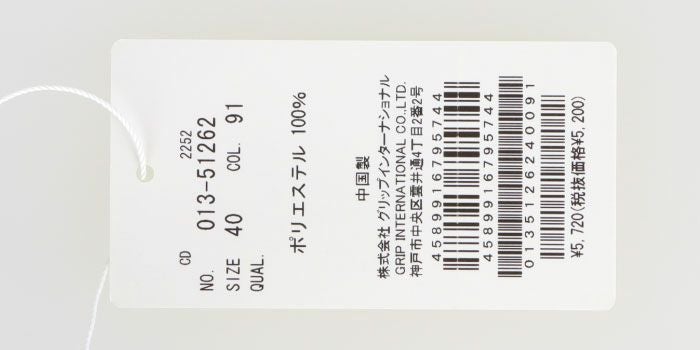 CD 2252
NO. 013-51262
SIZE 40 COL. 91
QUAL.
ポリエステル 100%
中国製
株式会社 グリップインターナショナル
GRIP INTERNATIONAL CO.,LTD.
神戸市中央区雲井通4丁目2番2号
4589916795744
4589916795744
0135126240091
¥5,720(税抜価格¥5,200)